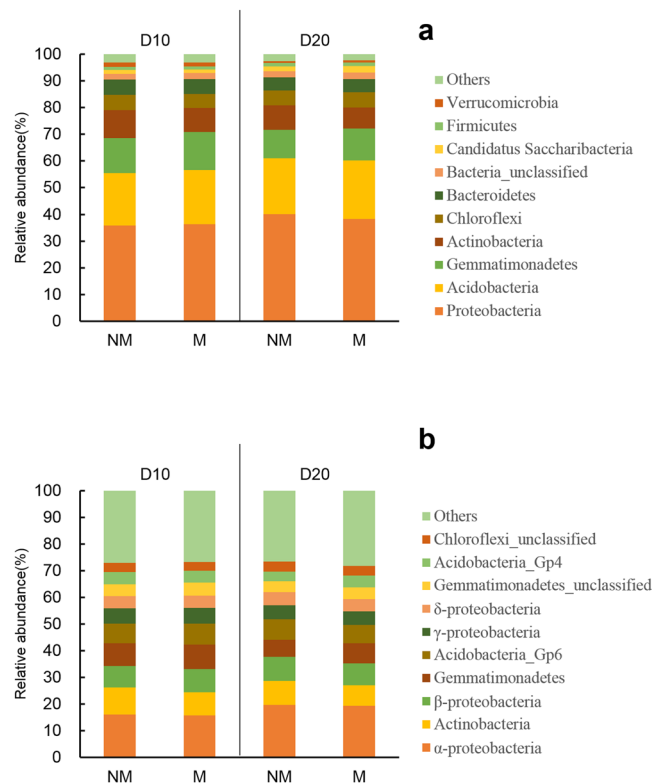 a
D10 D20
100
90
80
70
60
50
40
30
20
10
0
Relative abundance(%)
NM M NM M
Others
Verrucomicrobia
Firmicutes
Candidatus Saccharibacteria
Bacteria_unclassified
Bacteroidetes
Chloroflexi
Actinobacteria
Gemmatimonadetes
Acidobacteria
Proteobacteria
b
D10 D20
100
90
80
70
60
50
40
30
20
10
0
Relative abundance(%)
NM M NM M
Others
Chloroflexi_unclassified
Acidobacteria_Gp4
Gemmatimonadetes_unclassified
δ-proteobacteria
γ-proteobacteria
Acidobacteria_Gp6
Gemmatimonadetes
β-proteobacteria
Actinobacteria
α-proteobacteria